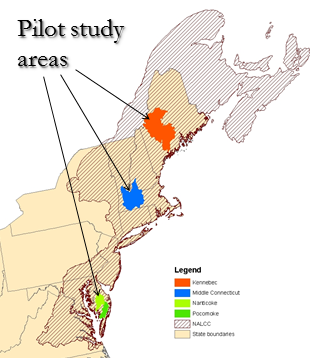 Pilot study
areas
Legend
Kennebec
Middle Connecticut
Nanticoke
Pocomoke
NALCC
State boundaries